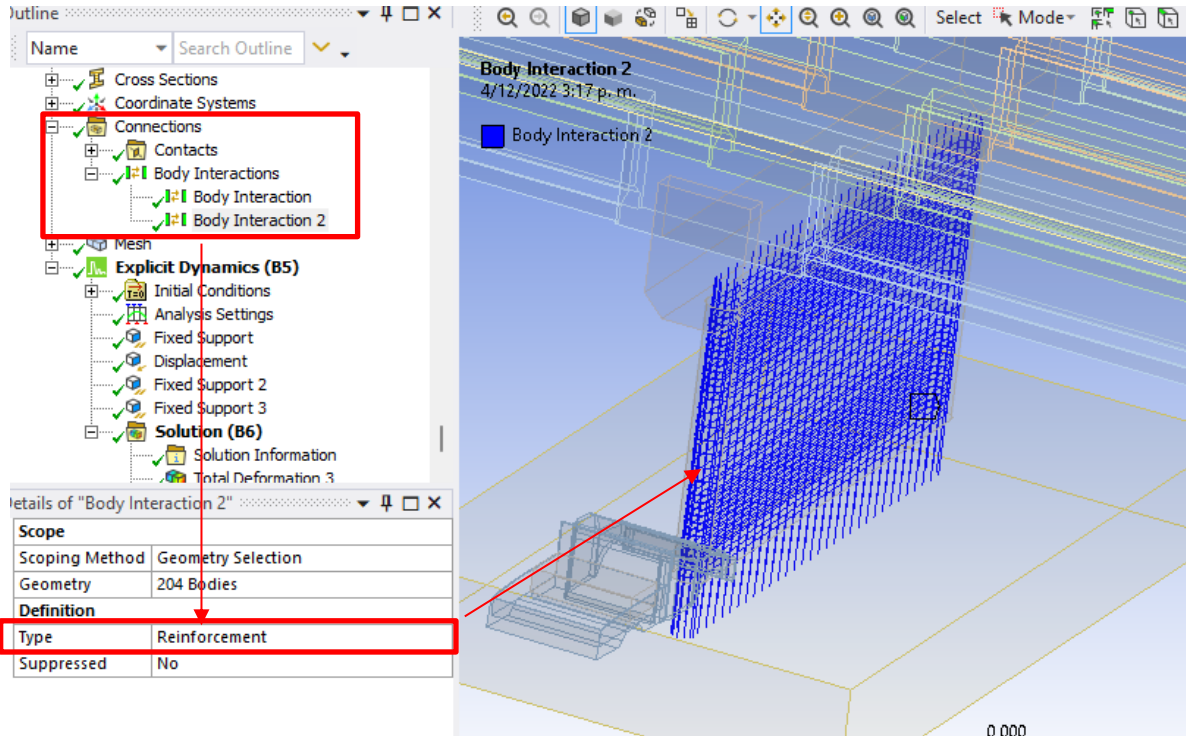 Outline
Name
Search Outline
Cross Sections
Coordinate Systems
Connections
Contacts
Body Interactions
Body Interaction
Body Interaction 2
Mesh
Explicit Dynamics (B5)
Initial Conditions
Analysis Settings
Fixed Support
Displacement
Fixed Support 2
Fixed Support 3
Solution (B6)
Solution Information
Total Deformation 3
Details of "Body Interaction 2"
Scope
Scoping Method Geometry Selection
Geometry 204 Bodies
Definition
Type Reinforcement
Suppressed No
Select Mode
Body Interaction 2
4/12/2022 3:17 p. m.
Body Interaction 2
0.000